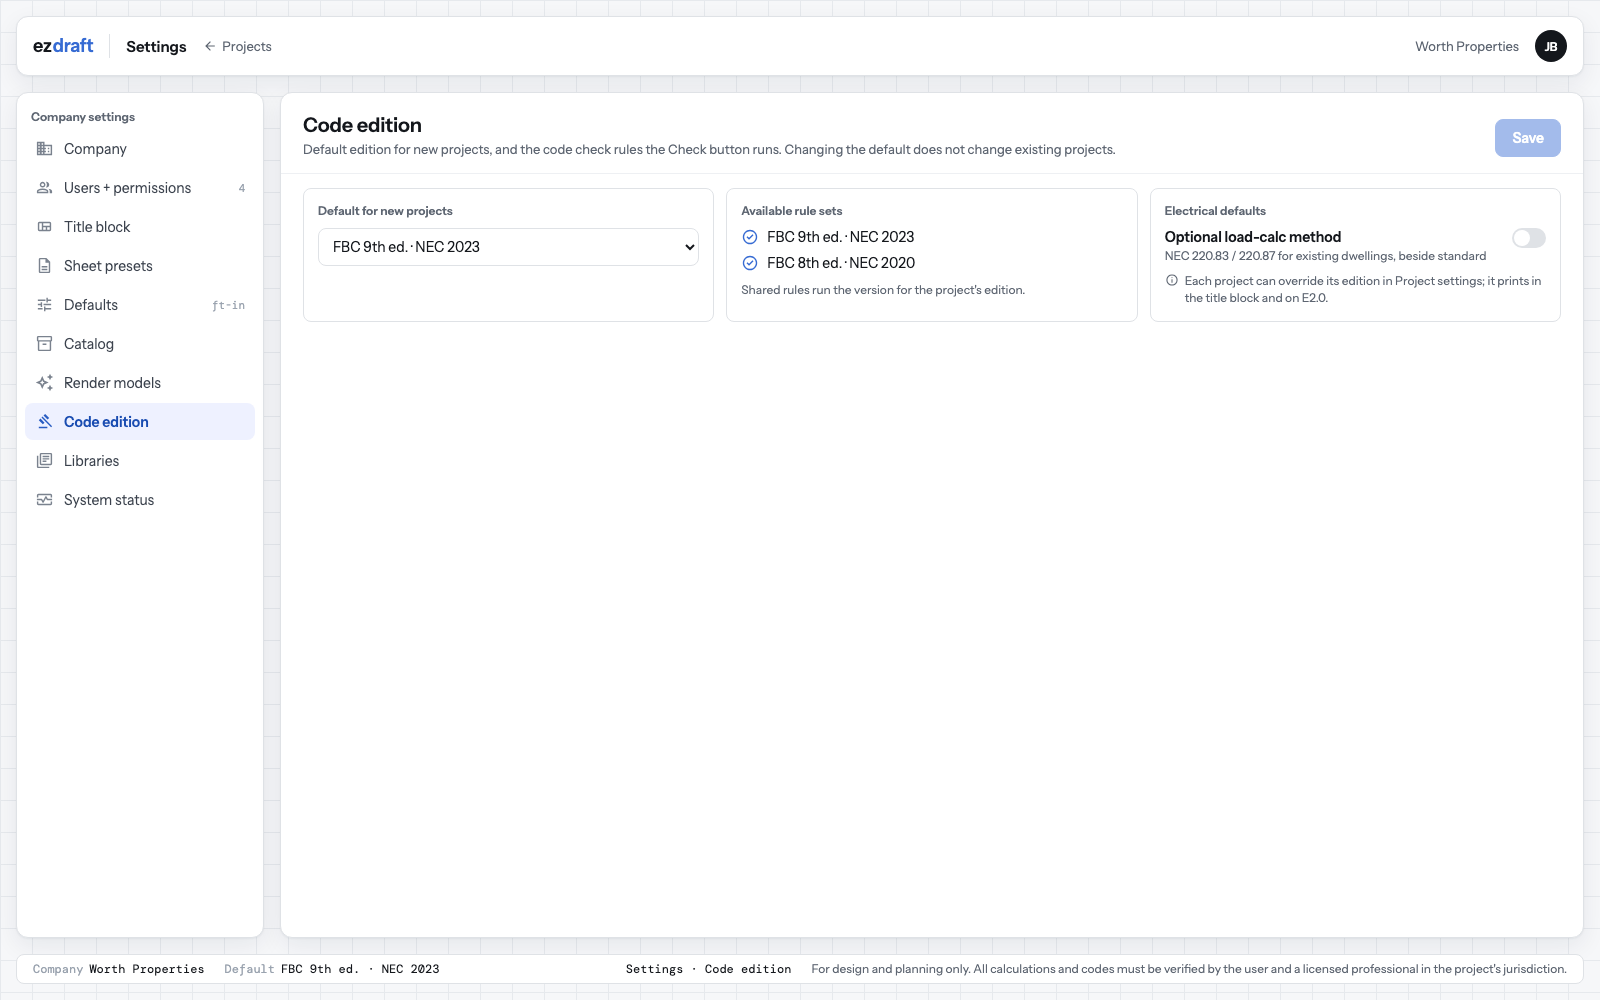 ezdraft
Settings
Projects
Worth Properties
JB
Company settings
Company
Users + permissions 4
Title block
Sheet presets
Defaults ft-in
Catalog
Render models
Code edition
Libraries
System status
Code edition
Default edition for new projects, and the code check rules the Check button runs. Changing the default does not change existing projects.
Save
Default for new projects
FBC 9th ed. · NEC 2023
Available rule sets
FBC 9th ed. · NEC 2023
FBC 8th ed. · NEC 2020
Shared rules run the version for the project's edition.
Electrical defaults
Optional load-calc method
NEC 220.83 / 220.87 for existing dwellings, beside standard
Each project can override its edition in Project settings; it prints in
the title block and on E2.0.
Company Worth Properties Default FBC 9th ed. · NEC 2023
Settings · Code edition
For design and planning only. All calculations and codes must be verified by the user and a licensed professional in the project's jurisdiction.